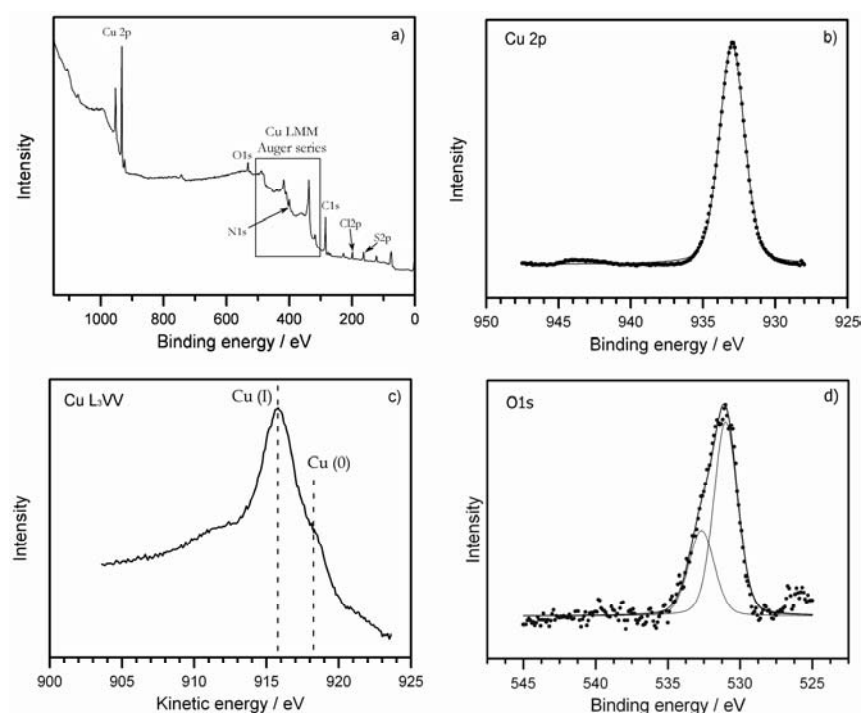 a)
Cu 2p
Cu LMM
Auger series
O1s
N1s
C1s
Cl2p
S2p
Intensity
1000 800 600 400 200 0
Binding energy / eV
Cu 2p
b)
Intensity
950 945 940 935 930 925
Binding energy / eV
Cu L₃VV
c)
Cu (I)
Cu (0)
Intensity
900 905 910 915 920 925
Kinetic energy / eV
O1s
d)
Intensity
545 540 535 530 525
Binding energy / eV